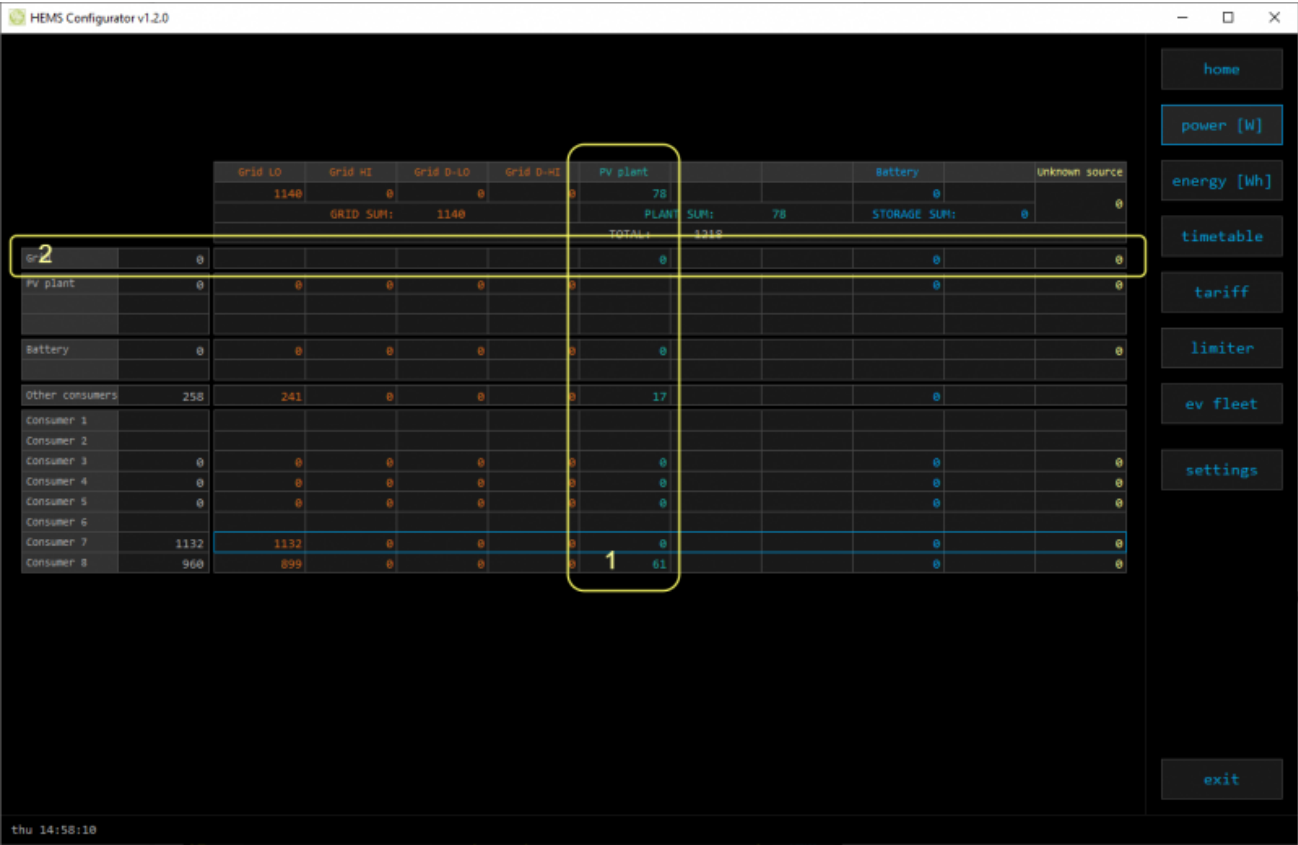 HEMS Configurator v1.2.0
home
power [W]
energy [Wh]
timetable
tariff
limiter
ev fleet
settings
exit
Grid LO Grid HI Grid D-LO Grid D-HI PV plant Battery Unknown source
1140 0 0 0 78 0 0
GRID SUM: 1140 PLANT SUM: 78 STORAGE SUM: 0
TOTAL: 1218
2
0 0 0 0
PV plant 0 0 0 0 0 0 0
Battery 0 0 0 0 0 0 0
Other consumers 258 241 0 0 0 17 0
Consumer 1
Consumer 2
Consumer 3 0 0 0 0 0 0 0 0
Consumer 4 0 0 0 0 0 0 0 0
Consumer 5 0 0 0 0 0 0 0 0
Consumer 6
Consumer 7 1132 1132 0 0 0 0 0 0
Consumer 8 960 899 0 0 0 61 0 0
1
thu 14:58:10